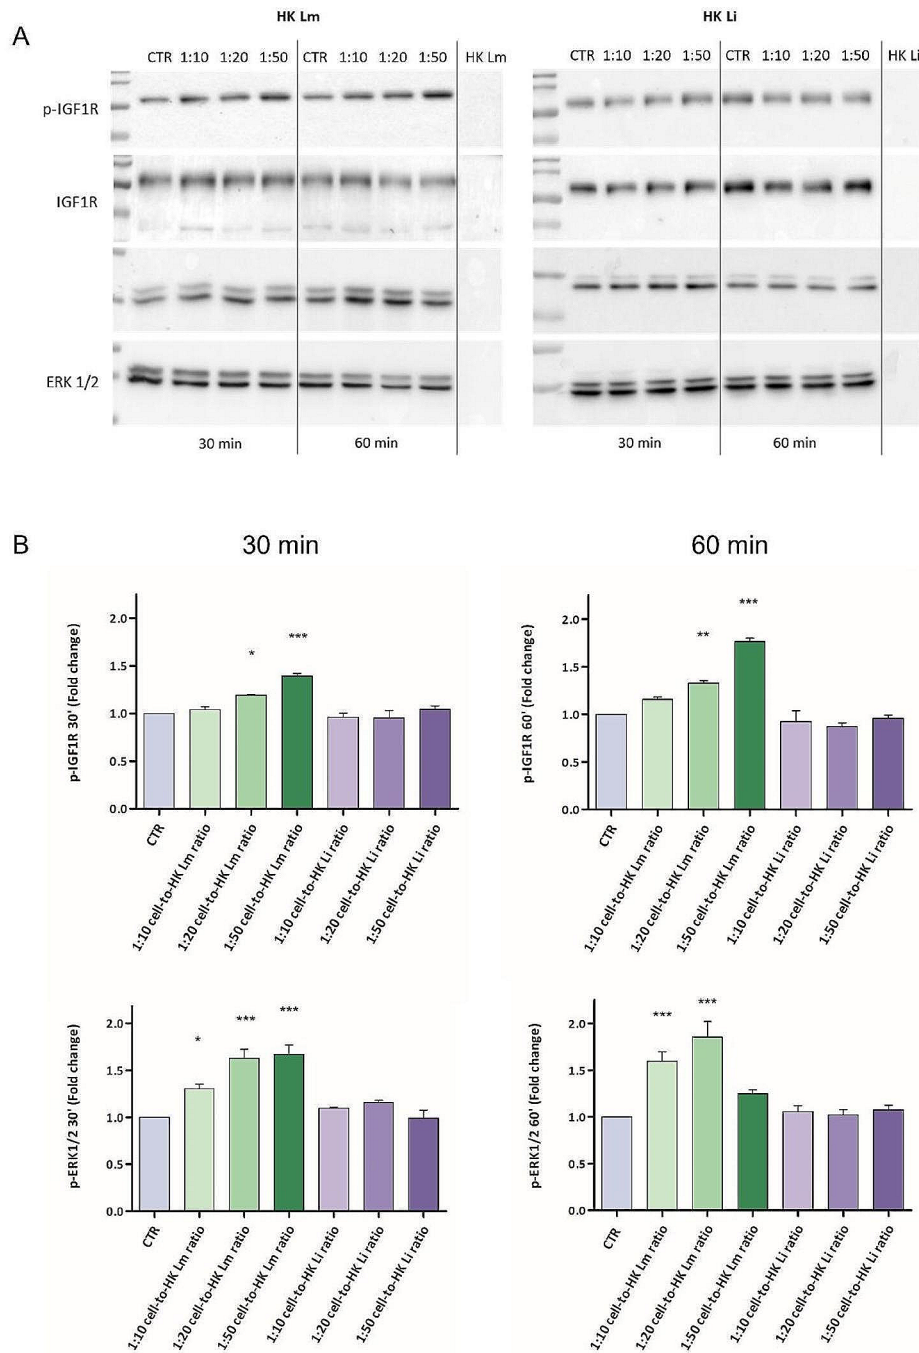 A
HK Lm
HK Li
CTR 1:10 1:20 1:50 CTR 1:10 1:20 1:50 HK Lm
CTR 1:10 1:20 1:50 CTR 1:10 1:20 1:50 HK Li
p-IGF1R
IGF1R
ERK 1/2
30 min 60 min
30 min 60 min
B
30 min
60 min
p-IGF1R 30' (Fold change)
2.0
***
*
1.5
1.0
0.5
0.0
CTR
1:10 cell-to-HK Lm ratio
1:20 cell-to-HK Lm ratio
1:50 cell-to-HK Lm ratio
1:10 cell-to-HK Li ratio
1:20 cell-to-HK Li ratio
1:50 cell-to-HK Li ratio
p-IGF1R 60' (Fold change)
***
2.0
**
1.5
1.0
0.5
0.0
CTR
1:10 cell-to-HK Lm ratio
1:20 cell-to-HK Lm ratio
1:50 cell-to-HK Lm ratio
1:10 cell-to-HK Li ratio
1:20 cell-to-HK Li ratio
1:50 cell-to-HK Li ratio
p-ERK1/2 30' (Fold change)
2.0
* *** ***
1.5
1.0
0.5
0.0
CTR
1:10 cell-to-HK Lm ratio
1:20 cell-to-HK Lm ratio
1:50 cell-to-HK Lm ratio
1:10 cell-to-HK Li ratio
1:20 cell-to-HK Li ratio
1:50 cell-to-HK Li ratio
p-ERK1/2 60' (Fold change)
*** ***
2.0
1.5
1.0
0.5
0.0
CTR
1:10 cell-to-HK Lm ratio
1:20 cell-to-HK Lm ratio
1:50 cell-to-HK Lm ratio
1:10 cell-to-HK Li ratio
1:20 cell-to-HK Li ratio
1:50 cell-to-HK Li ratio